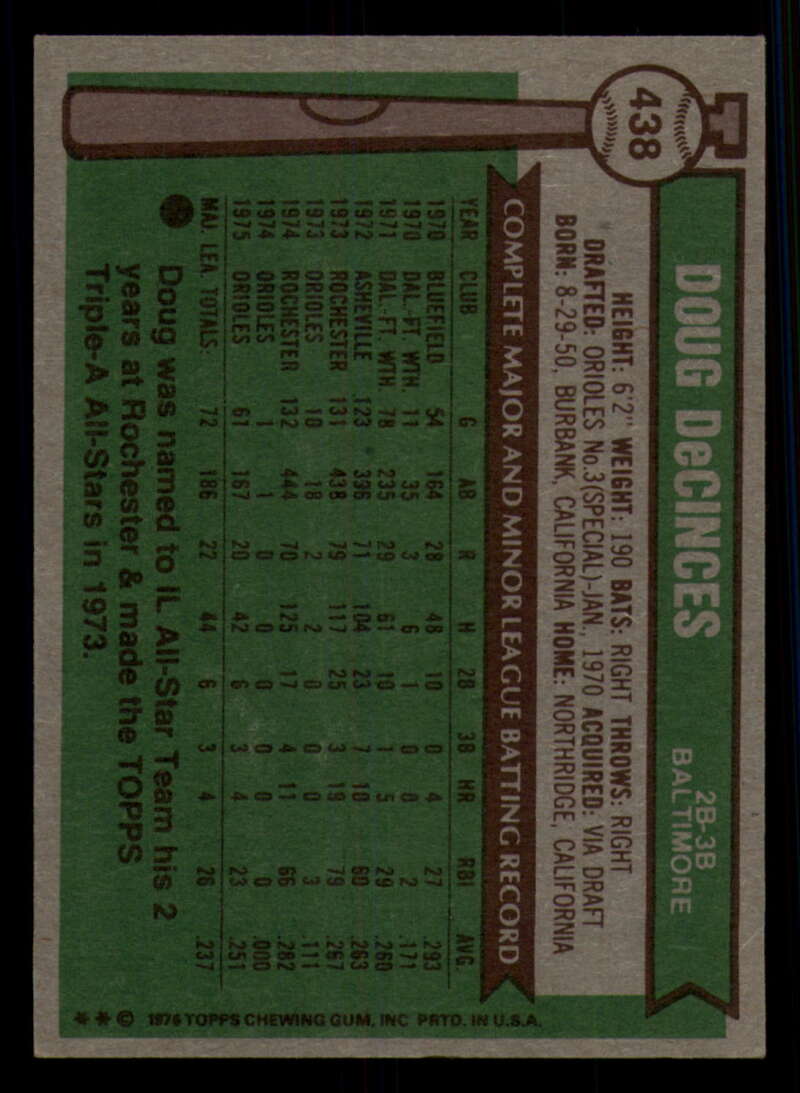 438
DOUG DeCINCES
2B-3B
BALTIMORE
HEIGHT: 6'2" WEIGHT: 190 BATS: RIGHT THROWS: RIGHT
DRAFTED: ORIOLES No.3(SPECIAL)-JAN., 1970 ACQUIRED: VIA DRAFT
BORN: 8-29-50, BURBANK, CALIFORNIA HOME: NORTHRIDGE, CALIFORNIA
COMPLETE MAJOR AND MINOR LEAGUE BATTING RECORD
YEAR CLUB G AB R H 2B 3B HR RBI AVG.
1970 BLUEFIELD 54 164 28 48 10 0 4 27 .293
1970 DAL.-FT. WTH. 11 35 3 6 1 0 0 2 .171
1971 DAL.-FT. WTH. 78 235 29 61 10 1 5 29 .260
1972 ASHEVILLE 123 396 71 104 23 7 10 60 .263
1973 ROCHESTER 131 438 79 117 25 3 19 79 .267
1973 ORIOLES 10 18 2 2 0 0 0 3 .111
1974 ROCHESTER 132 444 70 125 17 4 11 66 .282
1974 ORIOLES 1 1 0 0 0 0 0 0 .000
1975 ORIOLES 61 167 20 42 6 3 4 23 .251
MAJ. LEA. TOTALS: 72 186 22 44 6 3 4 26 .237
Doug was named to IL All-Star Team his 2
years at Rochester & made the TOPPS
Triple-A All-Stars in 1973.
**© 1976 TOPPS CHEWING GUM, INC PRTD. IN U.S.A.